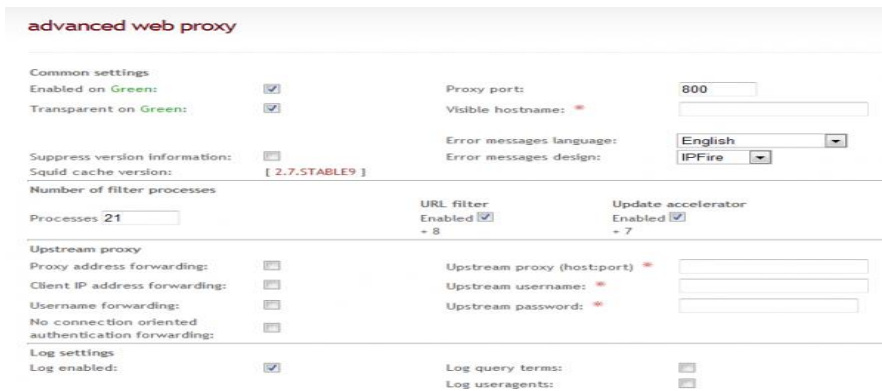 advanced web proxy
Common settings
Enabled on Green:
Proxy port:
800
Transparent on Green:
Visible hostname: *
Error messages language:
English
Suppress version information:
Error messages design:
IPFire
Squid cache version:
[ 2.7.STABLE9 ]
Number of filter processes
URL filter
Update accelerator
Processes 21
Enabled
Enabled
÷ 8
÷ 7
Upstream proxy
Proxy address forwarding:
Upstream proxy (host:port) *
Client IP address forwarding:
Upstream username: *
Username forwarding:
Upstream password: *
No connection oriented
authentication forwarding:
Log settings
Log enabled:
Log query terms:
Log useragents: